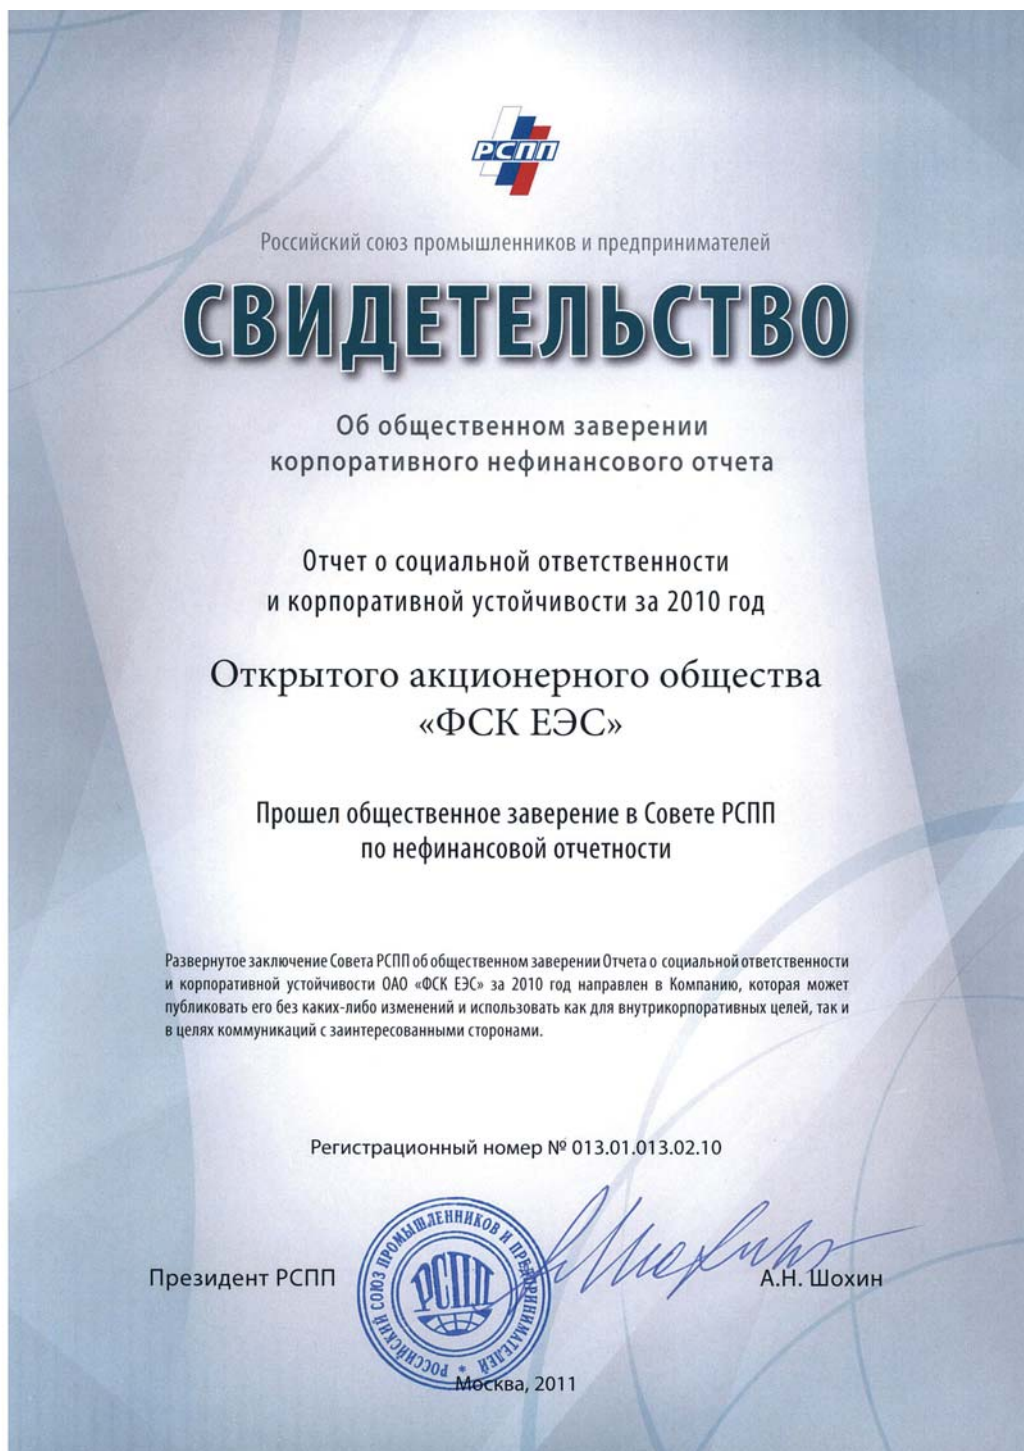 РСПП
Российский союз промышленников и предпринимателей
СВИДЕТЕЛЬСТВО
Об общественном заверении
корпоративного нефинансового отчета
Отчет о социальной ответственности
и корпоративной устойчивости за 2010 год
Открытого акционерного общества
«ФСК ЕЭС»
Прошел общественное заверение в Совете РСПП
по нефинансовой отчетности
Развернутое заключение Совета РСПП об общественном заверении Отчета о социальной ответственности
и корпоративной устойчивости ОАО «ФСК ЕЭС» за 2010 год направлен в Компанию, которая может
публиковать его без каких-либо изменений и использовать как для внутрикорпоративных целей, так и
в целях коммуникаций с заинтересованными сторонами.
Регистрационный номер № 013.01.013.02.10
Президент РСПП
РОССИЙСКИЙ СОЮЗ ПРОМЫШЛЕННИКОВ И ПРЕДПРИНИМАТЕЛЕЙ *
РСПП
А.Н. Шохин
Москва, 2011